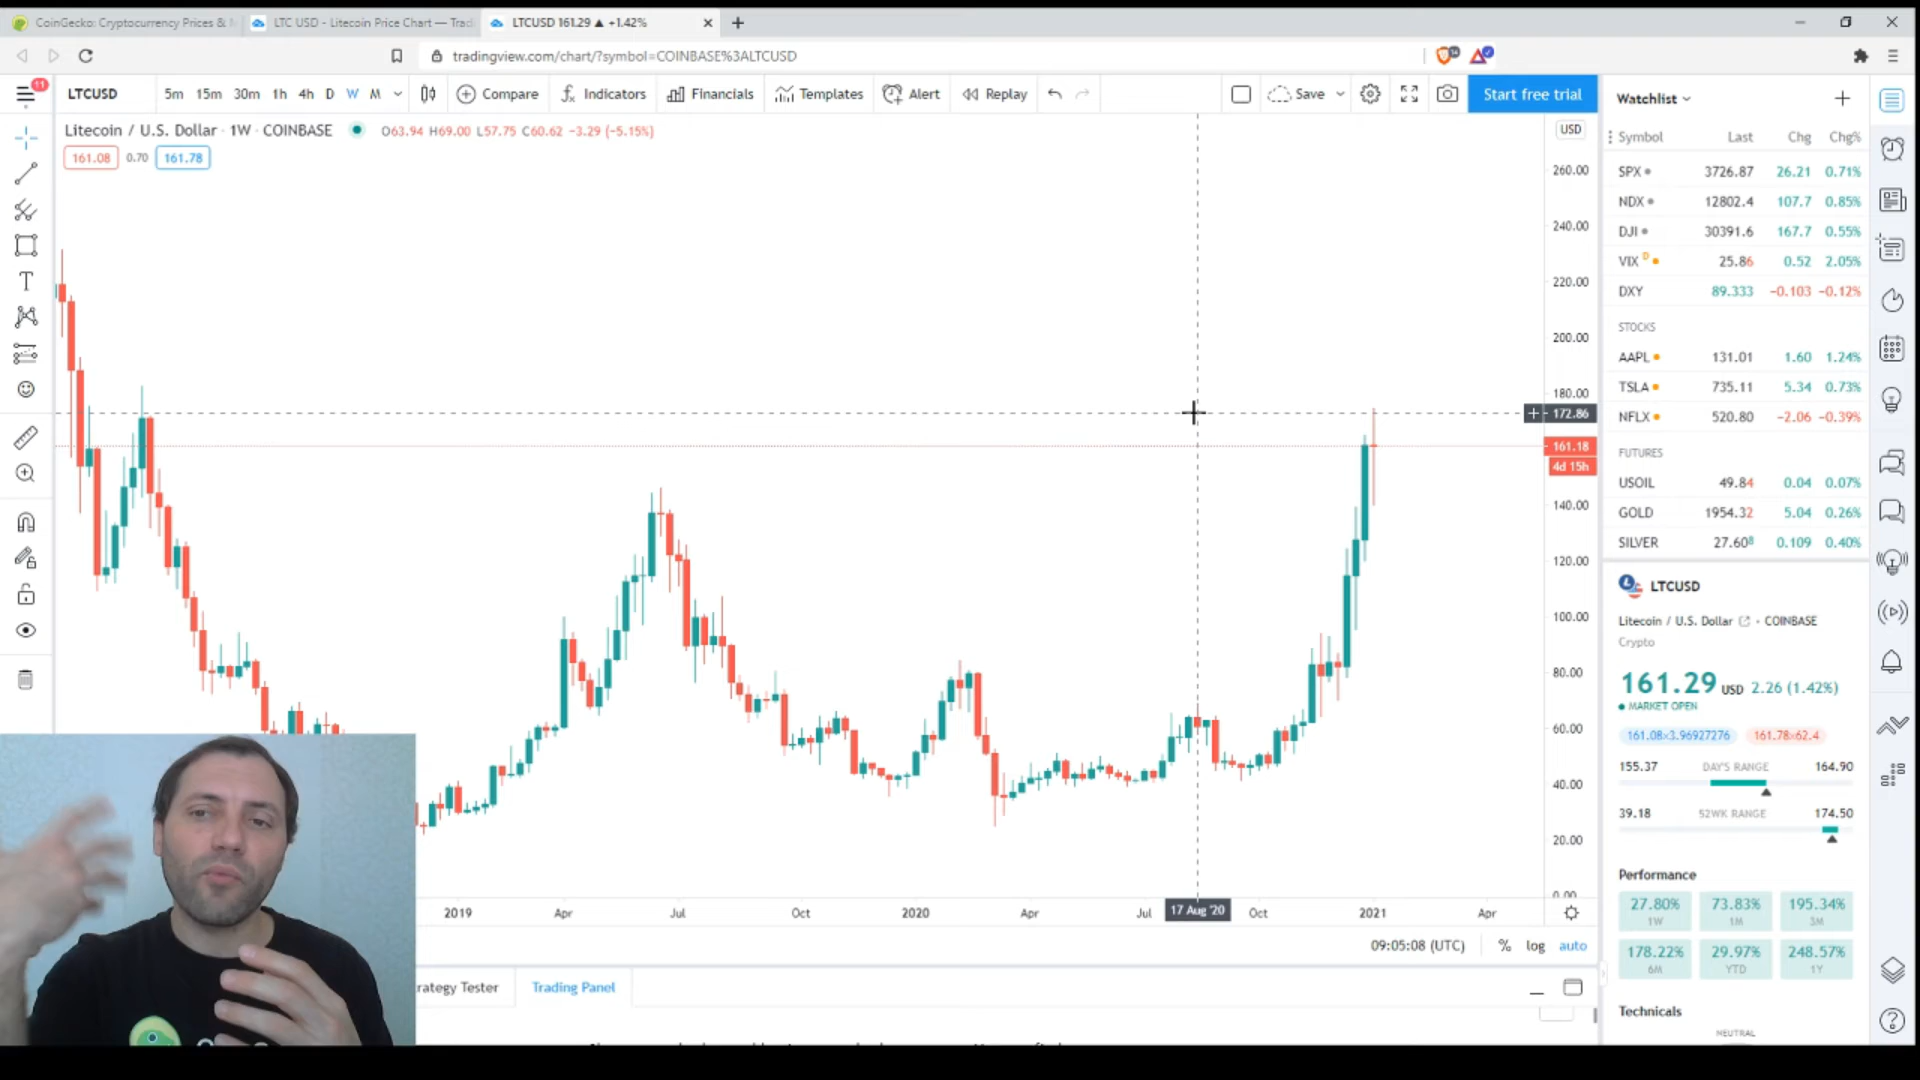 CoinGecko: Cryptocurrency Prices &
LTC USD - Litecoin Price Chart — Trad
LTCUSD 161.29 ▲ +1.42%
tradingview.com/chart/?symbol=COINBASE%3ALTCUSD
11
LTCUSD
5m 15m 30m 1h 4h D W M
Compare
Indicators
Financials
Templates
Alert
Replay
Save
Start free trial
Litecoin / U.S. Dollar · 1W · COINBASE
O63.94 H69.00 L57.75 C60.62 −3.29 (−5.15%)
161.08 0.70 161.78
USD
260.00
240.00
220.00
200.00
180.00
172.86
161.18
4d 15h
140.00
120.00
100.00
80.00
60.00
40.00
20.00
0.00
2019 Apr Jul Oct 2020 Apr Jul 17 Aug '20 Oct 2021 Apr
09:05:08 (UTC) % log auto
rategy Tester
Trading Panel
Watchlist
Symbol Last Chg Chg%
SPX 3726.87 26.21 0.71%
NDX 12802.4 107.7 0.85%
DJI 30391.6 167.7 0.55%
VIX D 25.86 0.52 2.05%
DXY 89.333 −0.103 −0.12%
STOCKS
AAPL 131.01 1.60 1.24%
TSLA 735.11 5.34 0.73%
NFLX 520.80 −2.06 −0.39%
FUTURES
USOIL 49.84 0.04 0.07%
GOLD 1954.32 5.04 0.26%
SILVER 27.608 0.109 0.40%
LTCUSD
Litecoin / U.S. Dollar · COINBASE
Crypto
161.29 USD 2.26 (1.42%)
MARKET OPEN
161.08×3.96927276 161.78×62.4
155.37 DAY'S RANGE 164.90
39.18 52WK RANGE 174.50
Performance
27.80% 73.83% 195.34%
1W 1M 3M
178.22% 29.97% 248.57%
6M YTD 1Y
Technicals
NEUTRAL